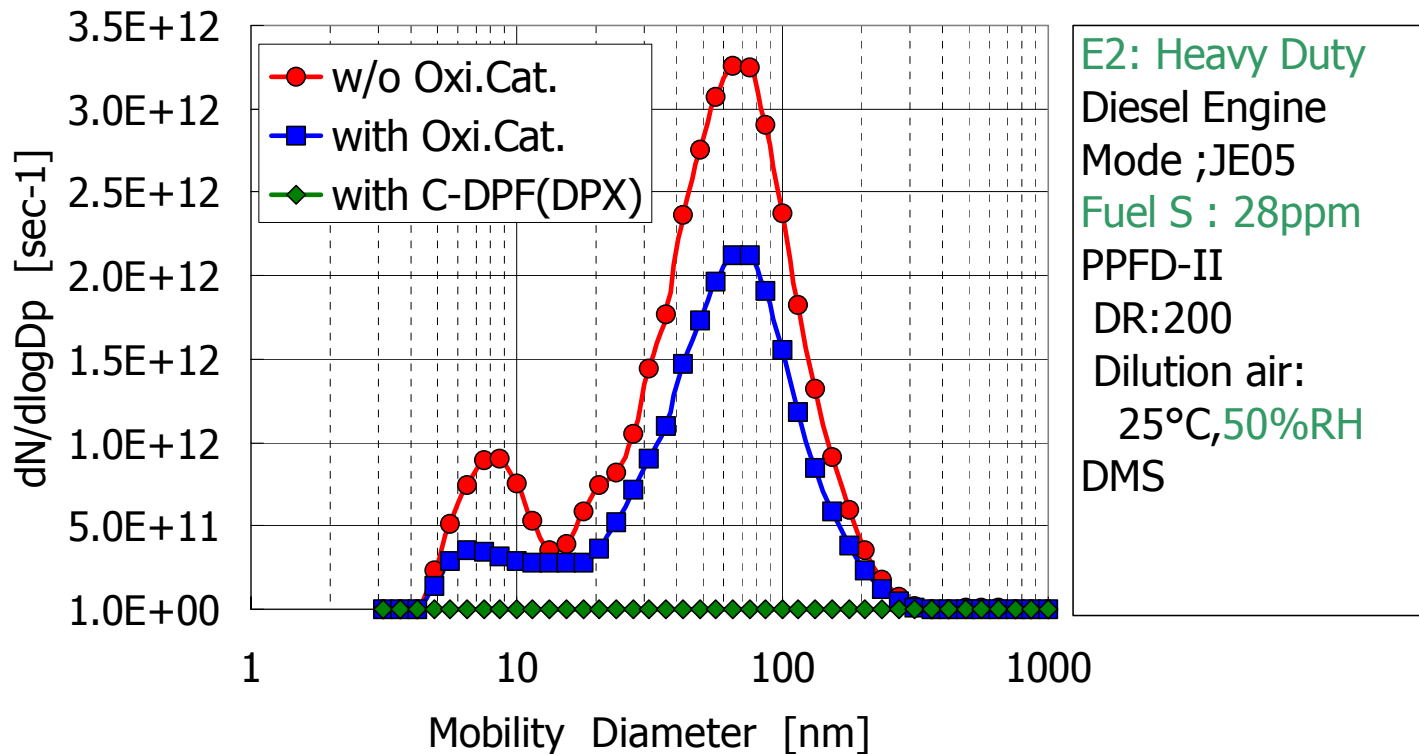 3.5E+12
3.0E+12
2.5E+12
2.0E+12
1.5E+12
1.0E+12
5.0E+11
1.0E+00
dN/dlogDp [sec-1]
w/o Oxi.Cat.
with Oxi.Cat.
with C-DPF(DPX)
1 10 100 1000
Mobility Diameter [nm]
E2: Heavy Duty
Diesel Engine
Mode ;JE05
Fuel S : 28ppm
PPFD-II
DR:200
Dilution air:
25°C,50%RH
DMS